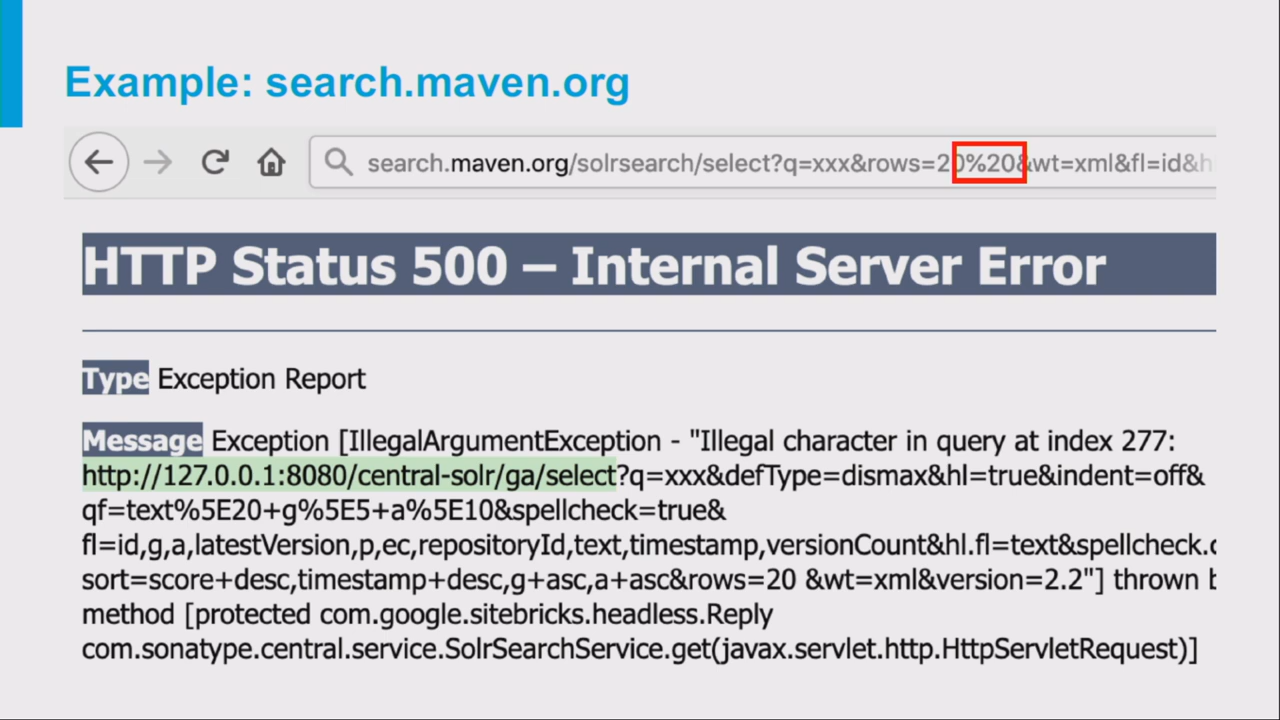 Example: search.maven.org
search.maven.org/solrsearch/select?q=xxx&rows=20%20&wt=xml&fl=id&h
HTTP Status 500 – Internal Server Error
Type Exception Report
Message Exception [IllegalArgumentException - "Illegal character in query at index 277:
http://127.0.0.1:8080/central-solr/ga/select?q=xxx&defType=dismax&hl=true&indent=off&
qf=text%5E20+g%5E5+a%5E10&spellcheck=true&
fl=id,g,a,latestVersion,p,ec,repositoryId,text,timestamp,versionCount&hl.fl=text&spellcheck.c
sort=score+desc,timestamp+desc,g+asc,a+asc&rows=20 &wt=xml&version=2.2"] thrown b
method [protected com.google.sitebricks.headless.Reply
com.sonatype.central.service.SolrSearchService.get(javax.servlet.http.HttpServletRequest)]